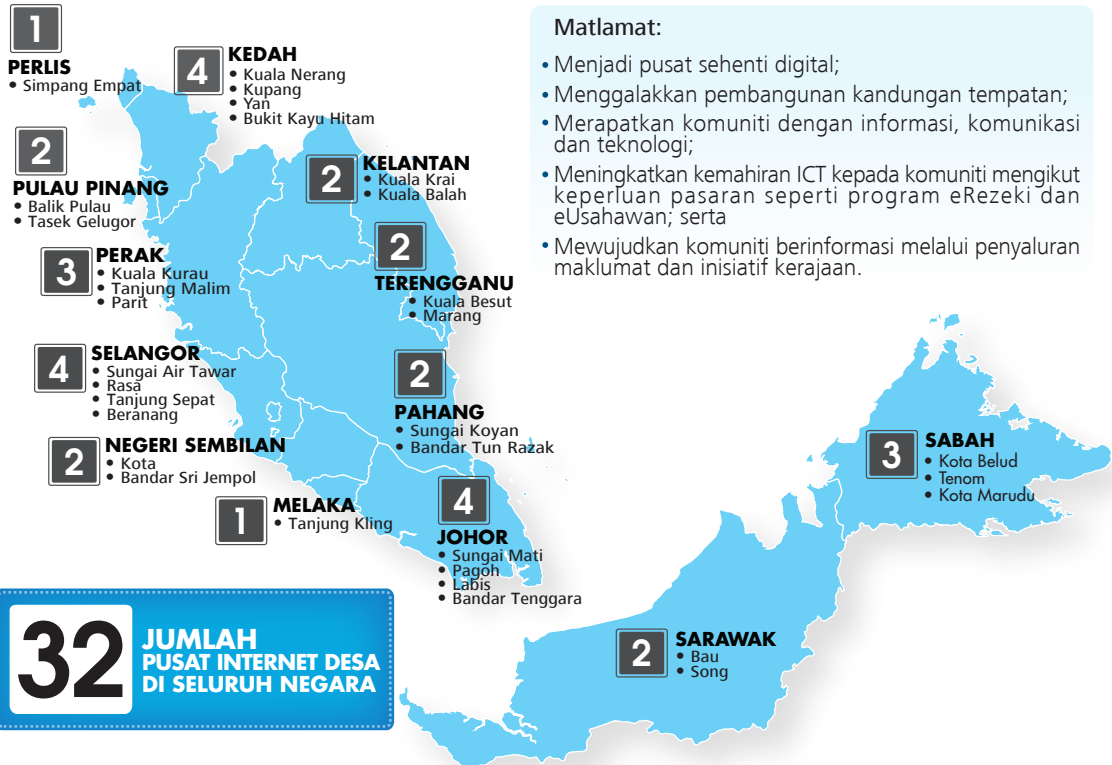 1
PERLIS
• Simpang Empat
4
KEDAH
• Kuala Nerang
• Kupang
• Yan
• Bukit Kayu Hitam
2
PULAU PINANG
• Balik Pulau
• Tasek Gelugor
2
KELANTAN
• Kuala Krai
• Kuala Balah
3
PERAK
• Kuala Kurau
• Tanjung Malim
• Parit
2
TERENGGANU
• Kuala Besut
• Marang
4
SELANGOR
• Sungai Air Tawar
• Rasa
• Tanjung Sepat
• Beranang
2
PAHANG
• Sungai Koyan
• Bandar Tun Razak
2
NEGERI SEMBILAN
• Kota
• Bandar Sri Jempol
1
MELAKA
• Tanjung Kling
4
JOHOR
• Sungai Mati
• Pagoh
• Labis
• Bandar Tenggara
32
JUMLAH
PUSAT INTERNET DESA
DI SELURUH NEGARA
Matlamat:
• Menjadi pusat sehenti digital;
• Menggalakkan pembangunan kandungan tempatan;
• Merapatkan komuniti dengan informasi, komunikasi
dan teknologi;
• Meningkatkan kemahiran ICT kepada komuniti mengikut
keperluan pasaran seperti program eRezeki dan
eUsahawan; serta
• Mewujudkan komuniti berinformasi melalui penyaluran
maklumat dan inisiatif kerajaan.
3
SABAH
• Kota Belud
• Tenom
• Kota Marudu
2
SARAWAK
• Bau
• Song